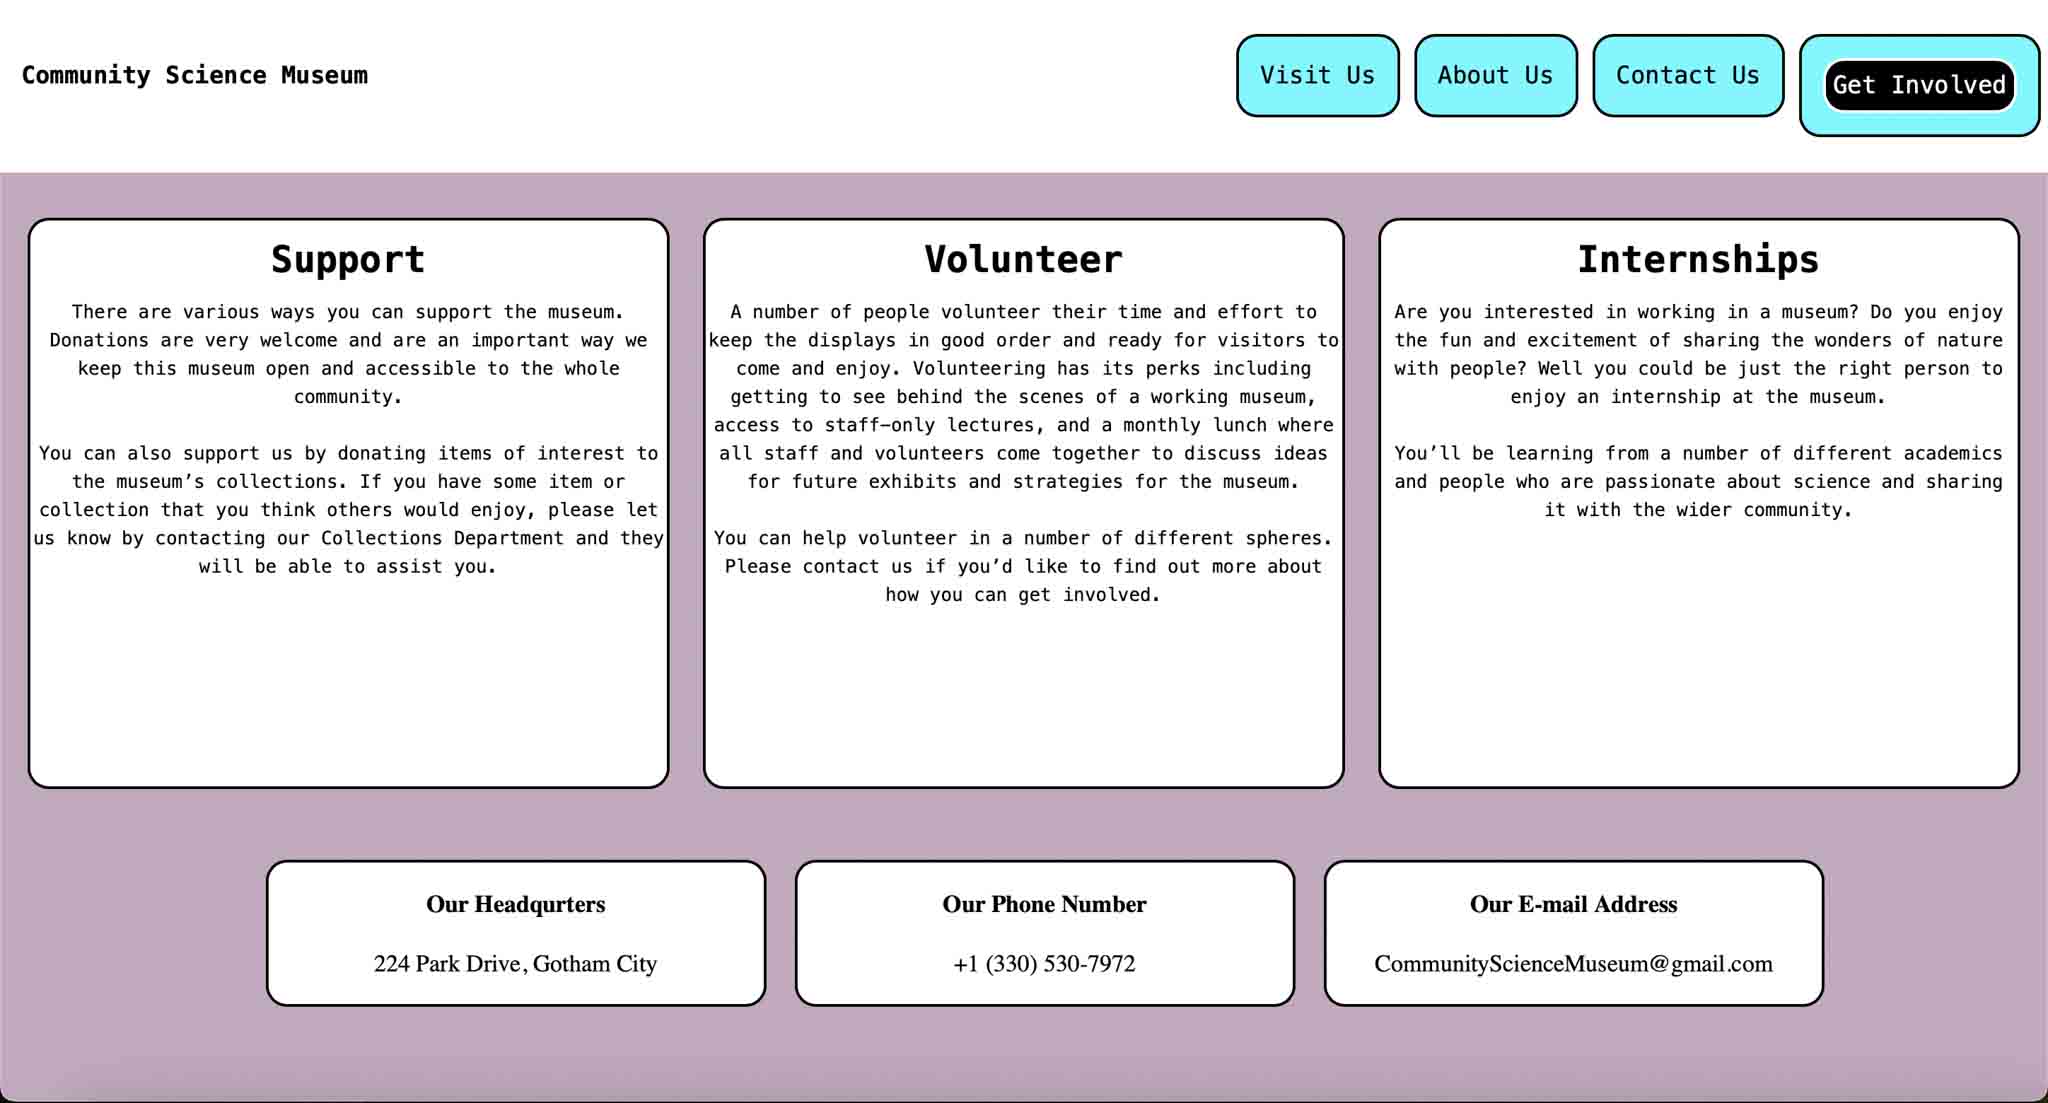 Community Science Museum
Visit Us
About Us
Contact Us
Get Involved
Support
There are various ways you can support the museum.
Donations are very welcome and are an important way we
keep this museum open and accessible to the whole
community.
You can also support us by donating items of interest to
the museum’s collections. If you have some item or
collection that you think others would enjoy, please let
us know by contacting our Collections Department and they
will be able to assist you.
Volunteer
A number of people volunteer their time and effort to
keep the displays in good order and ready for visitors to
come and enjoy. Volunteering has its perks including
getting to see behind the scenes of a working museum,
access to staff–only lectures, and a monthly lunch where
all staff and volunteers come together to discuss ideas
for future exhibits and strategies for the museum.
You can help volunteer in a number of different spheres.
Please contact us if you’d like to find out more about
how you can get involved.
Internships
Are you interested in working in a museum? Do you enjoy
the fun and excitement of sharing the wonders of nature
with people? Well you could be just the right person to
enjoy an internship at the museum.
You’ll be learning from a number of different academics
and people who are passionate about science and sharing
it with the wider community.
Our Headqurters
224 Park Drive, Gotham City
Our Phone Number
+1 (330) 530-7972
Our E-mail Address
CommunityScienceMuseum@gmail.com